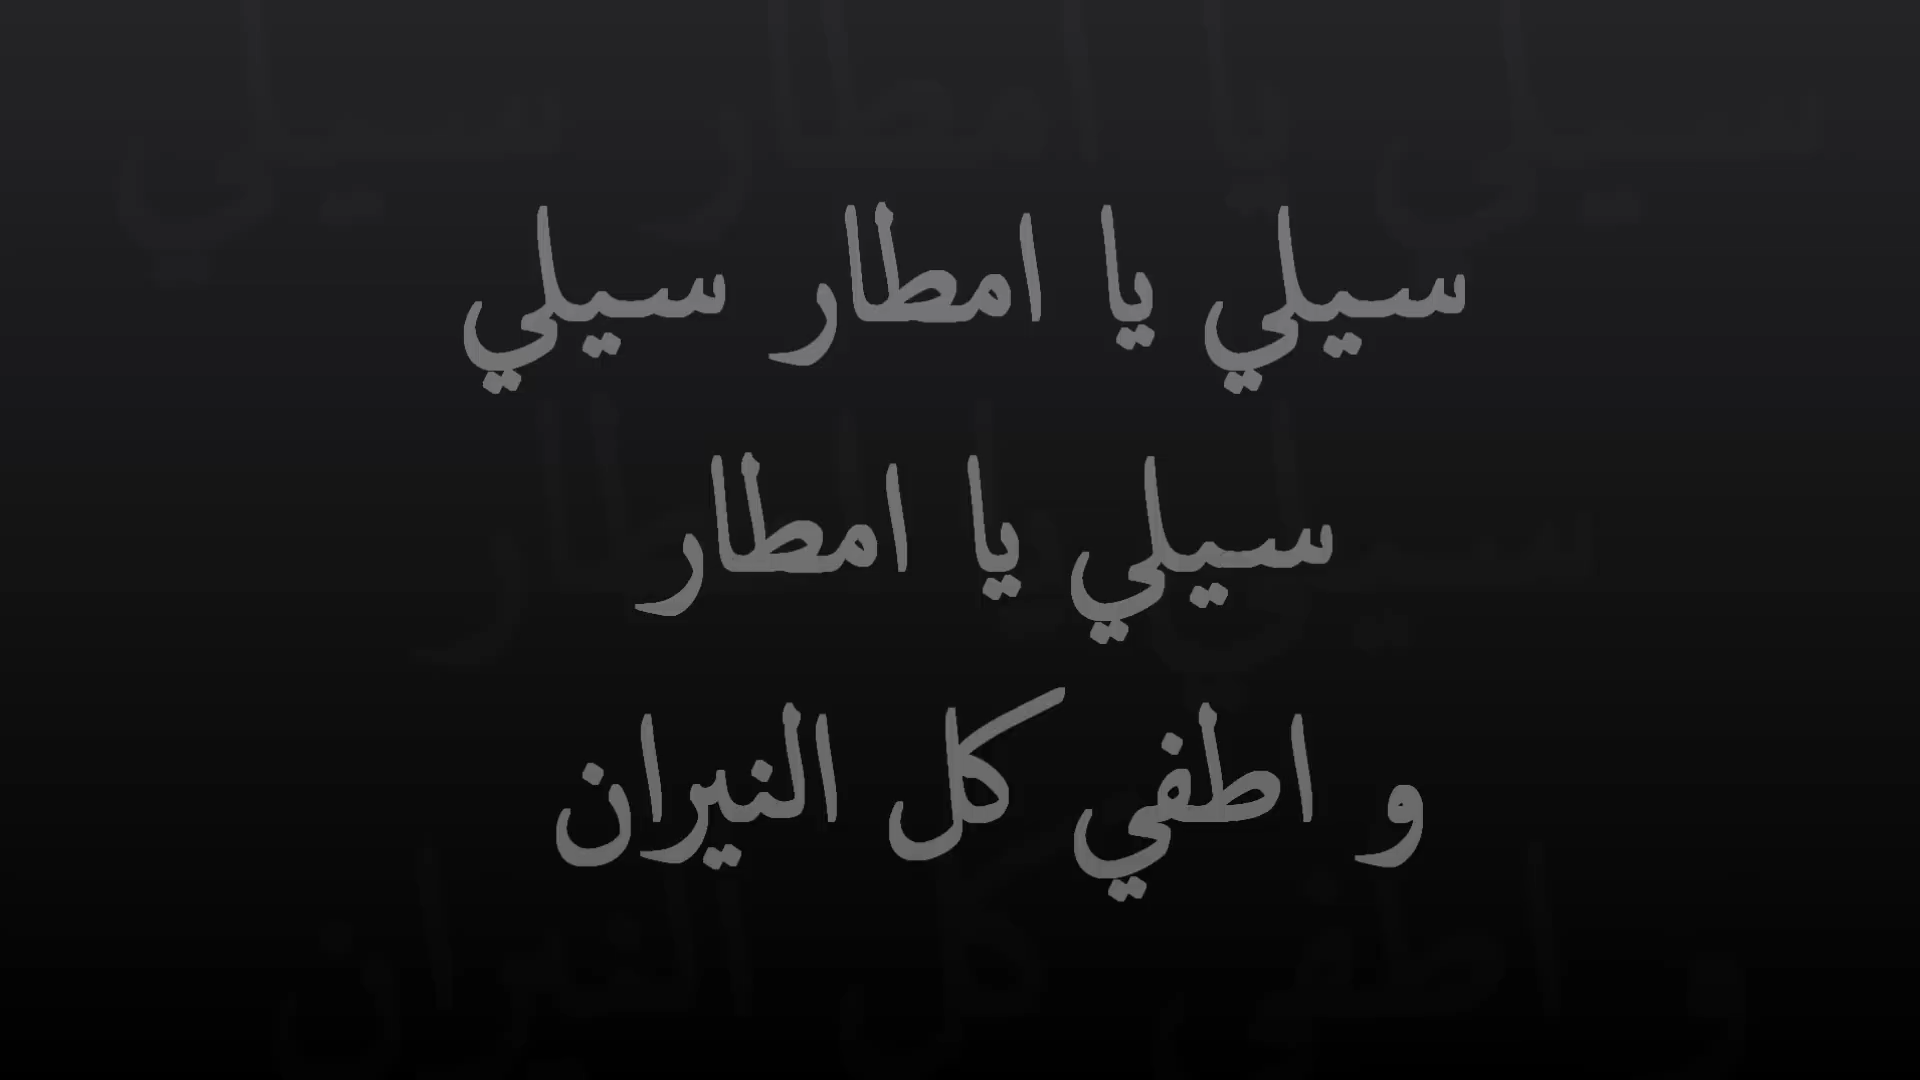 سيلي يا امطار سيلي
سيلي يا امطار
و اطفي كل النيران